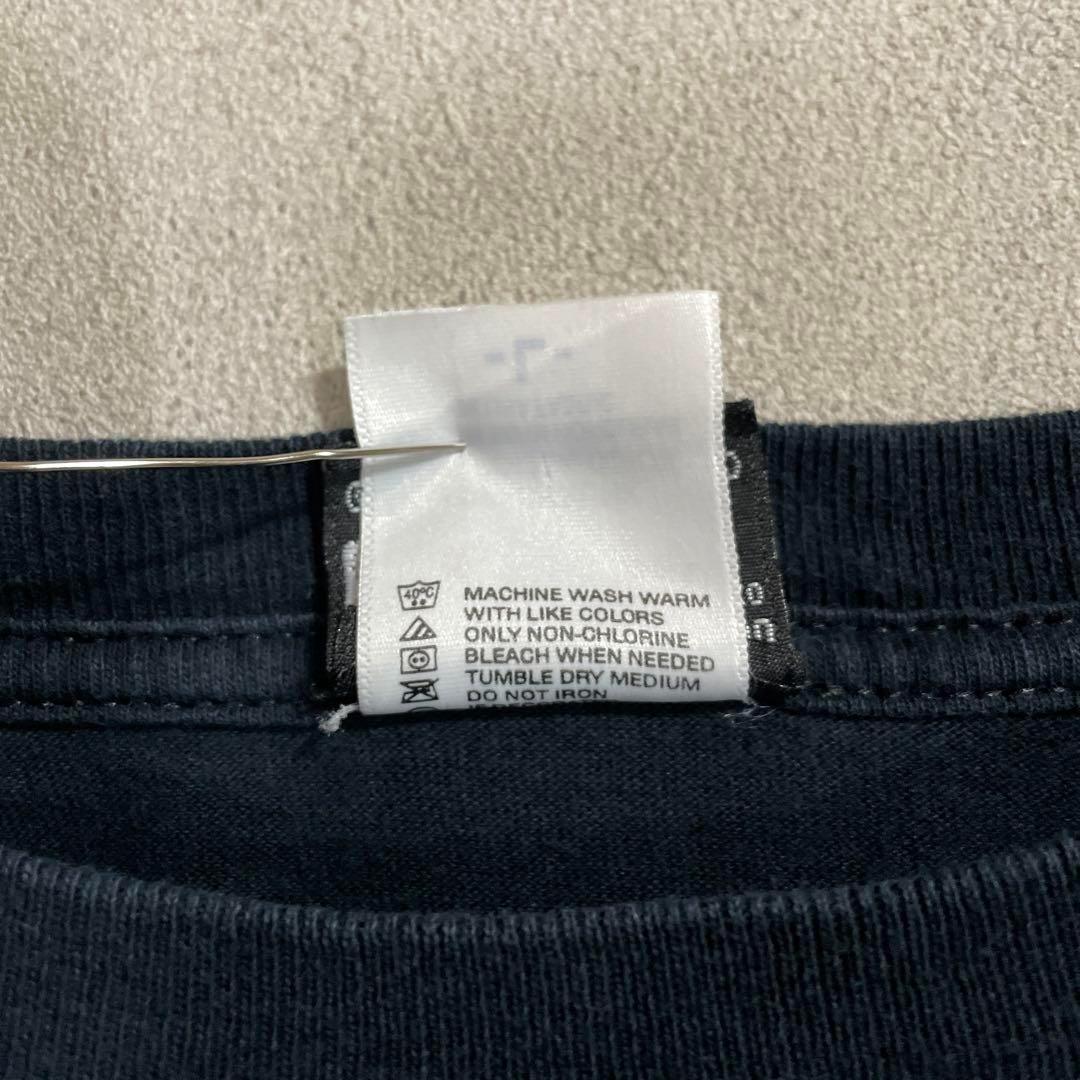 40°C
MACHINE WASH WARM
WITH LIKE COLORS
ONLY NON-CHLORINE
BLEACH WHEN NEEDED
TUMBLE DRY MEDIUM
DO NOT IRON